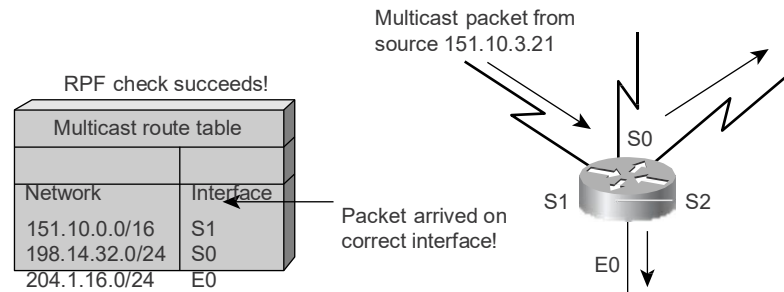 Multicast packet from
source 151.10.3.21
RPF check succeeds!
Multicast route table
Network Interface
151.10.0.0/16 S1
198.14.32.0/24 S0
204.1.16.0/24 E0
Packet arrived on
correct interface!
S0
S1
S2
E0